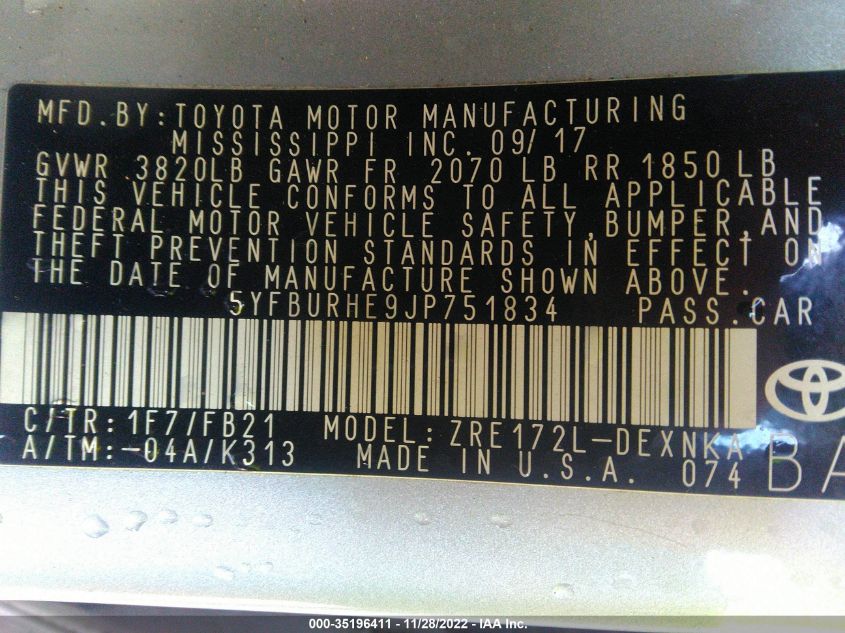 MFD.BY:TOYOTA MOTOR MANUFACTURING
MISSISSIPPI INC. 09/17
GVWR 3820LB GAWR FR 2070 LB RR 1850 LB
THIS VEHICLE CONFORMS TO ALL APPLICABLE
FEDERAL MOTOR VEHICLE SAFETY,BUMPER,AND
THEFT PREVENTION STANDARDS IN EFFECT ON
THE DATE OF MANUFACTURE SHOWN ABOVE.
5YFBURHE9JP751834 PASS.CAR
C/TR:1F7/FB21 MODEL:ZRE172L-DEXNKA
A/TM:-04A/K313 MADE IN U.S.A. 074 BA
000-35196411 - 11/28/2022 - IAA Inc.